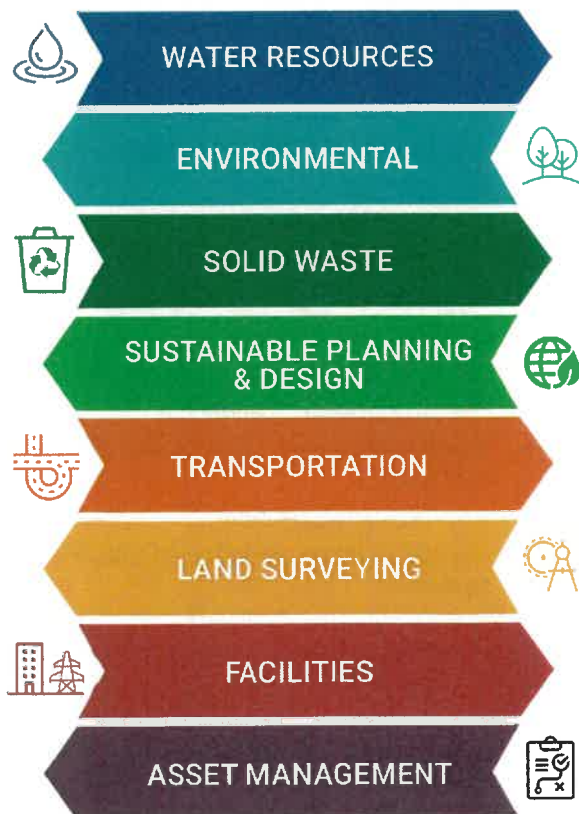 WATER RESOURCES
ENVIRONMENTAL
SOLID WASTE
SUSTAINABLE PLANNING
& DESIGN
TRANSPORTATION
LAND SURVEYING
FACILITIES
ASSET MANAGEMENT